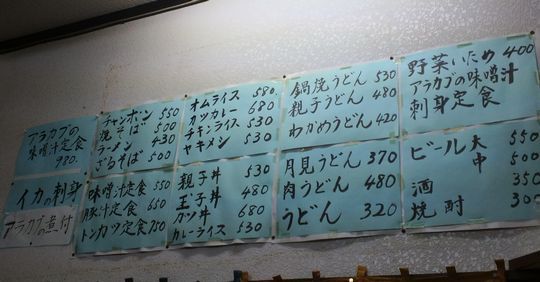 アラカブの
味噌汁定食
980.
イカの刺身
アラカブの煮付
チャンポン 550
焼そば 500
ラーメン 430
ざらそば 500
味噌汁定食 550
豚汁定食 650
トンカツ定食 750
オムライス 580.
カツカレー 680
チキンライス 530
ヤキメシ 530
親子丼 530
玉子丼 480
カツ丼 680
カレーライス 530
鍋焼うどん 530
親子うどん 480
わかめうどん 420
月見うどん 370
肉うどん 480
うどん 320
野菜いため 400
アラカブの味噌汁
刺身定食
ビール 大 550
中 500
酒 350
焼酎 300